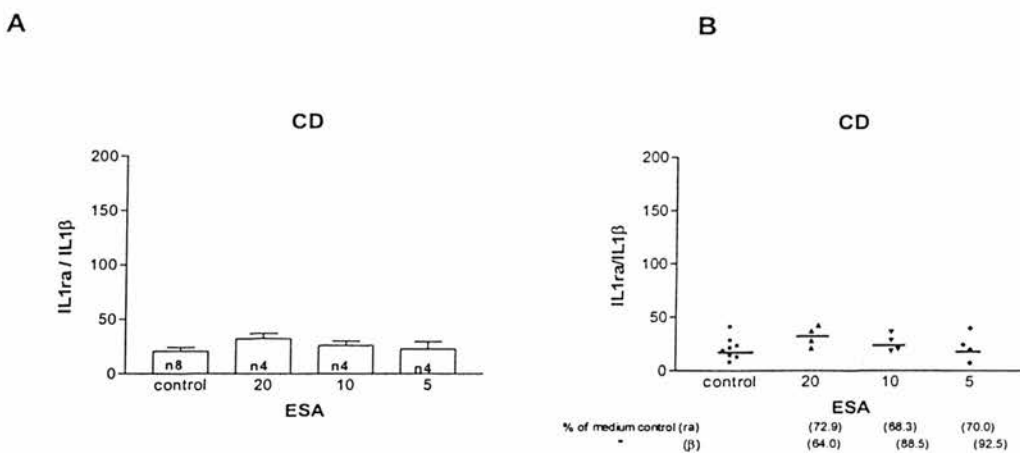 A
B
CD
200
150
100
50
0
IL1ra / IL1β
n8
n4
n4
n4
control
20
10
5
ESA
CD
200
150
100
50
0
IL1ra/IL1β
control
20
10
5
ESA
% of medium control (ra) (72.9) (68.3) (70.0)
" (β) (64.0) (88.5) (92.5)